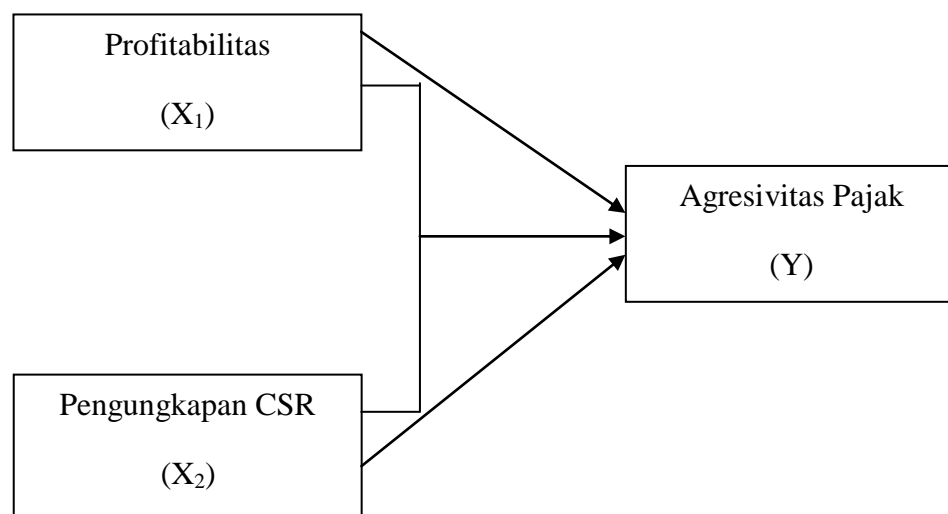 Profitabilitas
(X₁)
Agresivitas Pajak
(Y)
Pengungkapan CSR
(X₂)